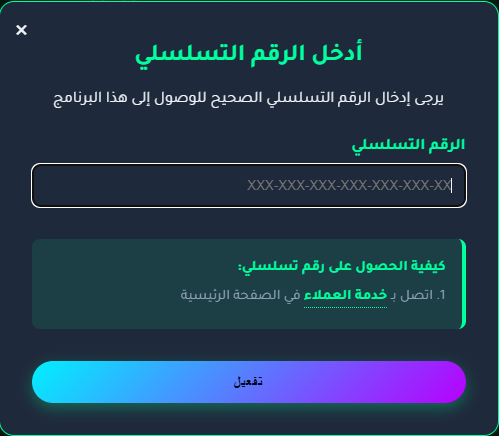 ×
أدخل الرقم التسلسلي
يرجى إدخال الرقم التسلسلي الصحيح للوصول إلى هذا البرنامج
الرقم التسلسلي
XXX-XXX-XXX-XXX-XXX-XXX-XX
كيفية الحصول على رقم تسلسلي:
1. اتصل بـ خدمة العملاء في الصفحة الرئيسية
تفعيل